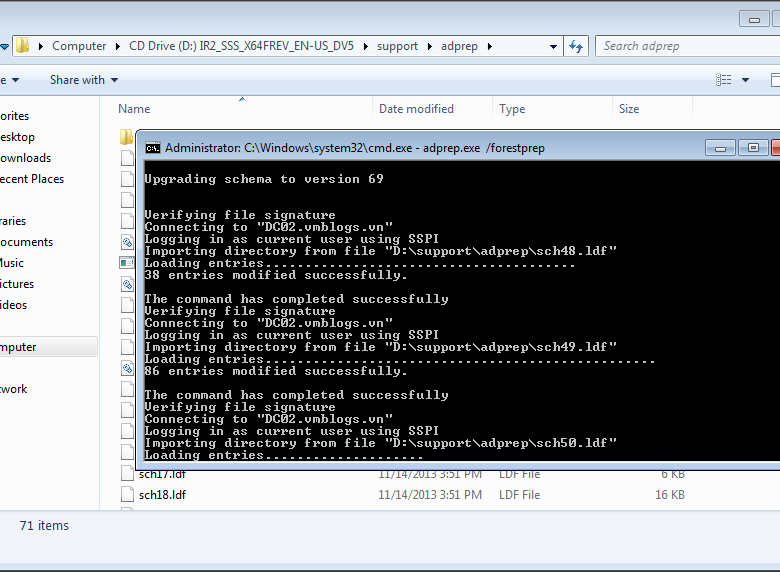 Computer CD Drive (D:) IR2_SSS_X64FREV_EN-US_DV5 support adprep Search adprep
e Share with
Name Date modified Type Size
orites
esktop
ownloads
ecent Places
raries
ocuments
Music
ictures
ideos
mputer
twork
C:\. Administrator: C:\Windows\system32\cmd.exe - adprep.exe /forestprep
Upgrading schema to version 69
Verifying file signature
Connecting to "DC02.vmblogs.vn"
Logging in as current user using SSPI
Importing directory from file "D:\support\adprep\sch48.ldf"
Loading entries.......................................
38 entries modified successfully.
The command has completed successfully
Verifying file signature
Connecting to "DC02.vmblogs.vn"
Logging in as current user using SSPI
Importing directory from file "D:\support\adprep\sch49.ldf"
Loading entries....................................................
86 entries modified successfully.
The command has completed successfully
Verifying file signature
Connecting to "DC02.vmblogs.vn"
Logging in as current user using SSPI
Importing directory from file "D:\support\adprep\sch50.ldf"
Loading entries....................
sch17.ldf 11/14/2013 3:51 PM LDF File 6 KB
sch18.ldf 11/14/2013 3:51 PM LDF File 16 KB
71 items